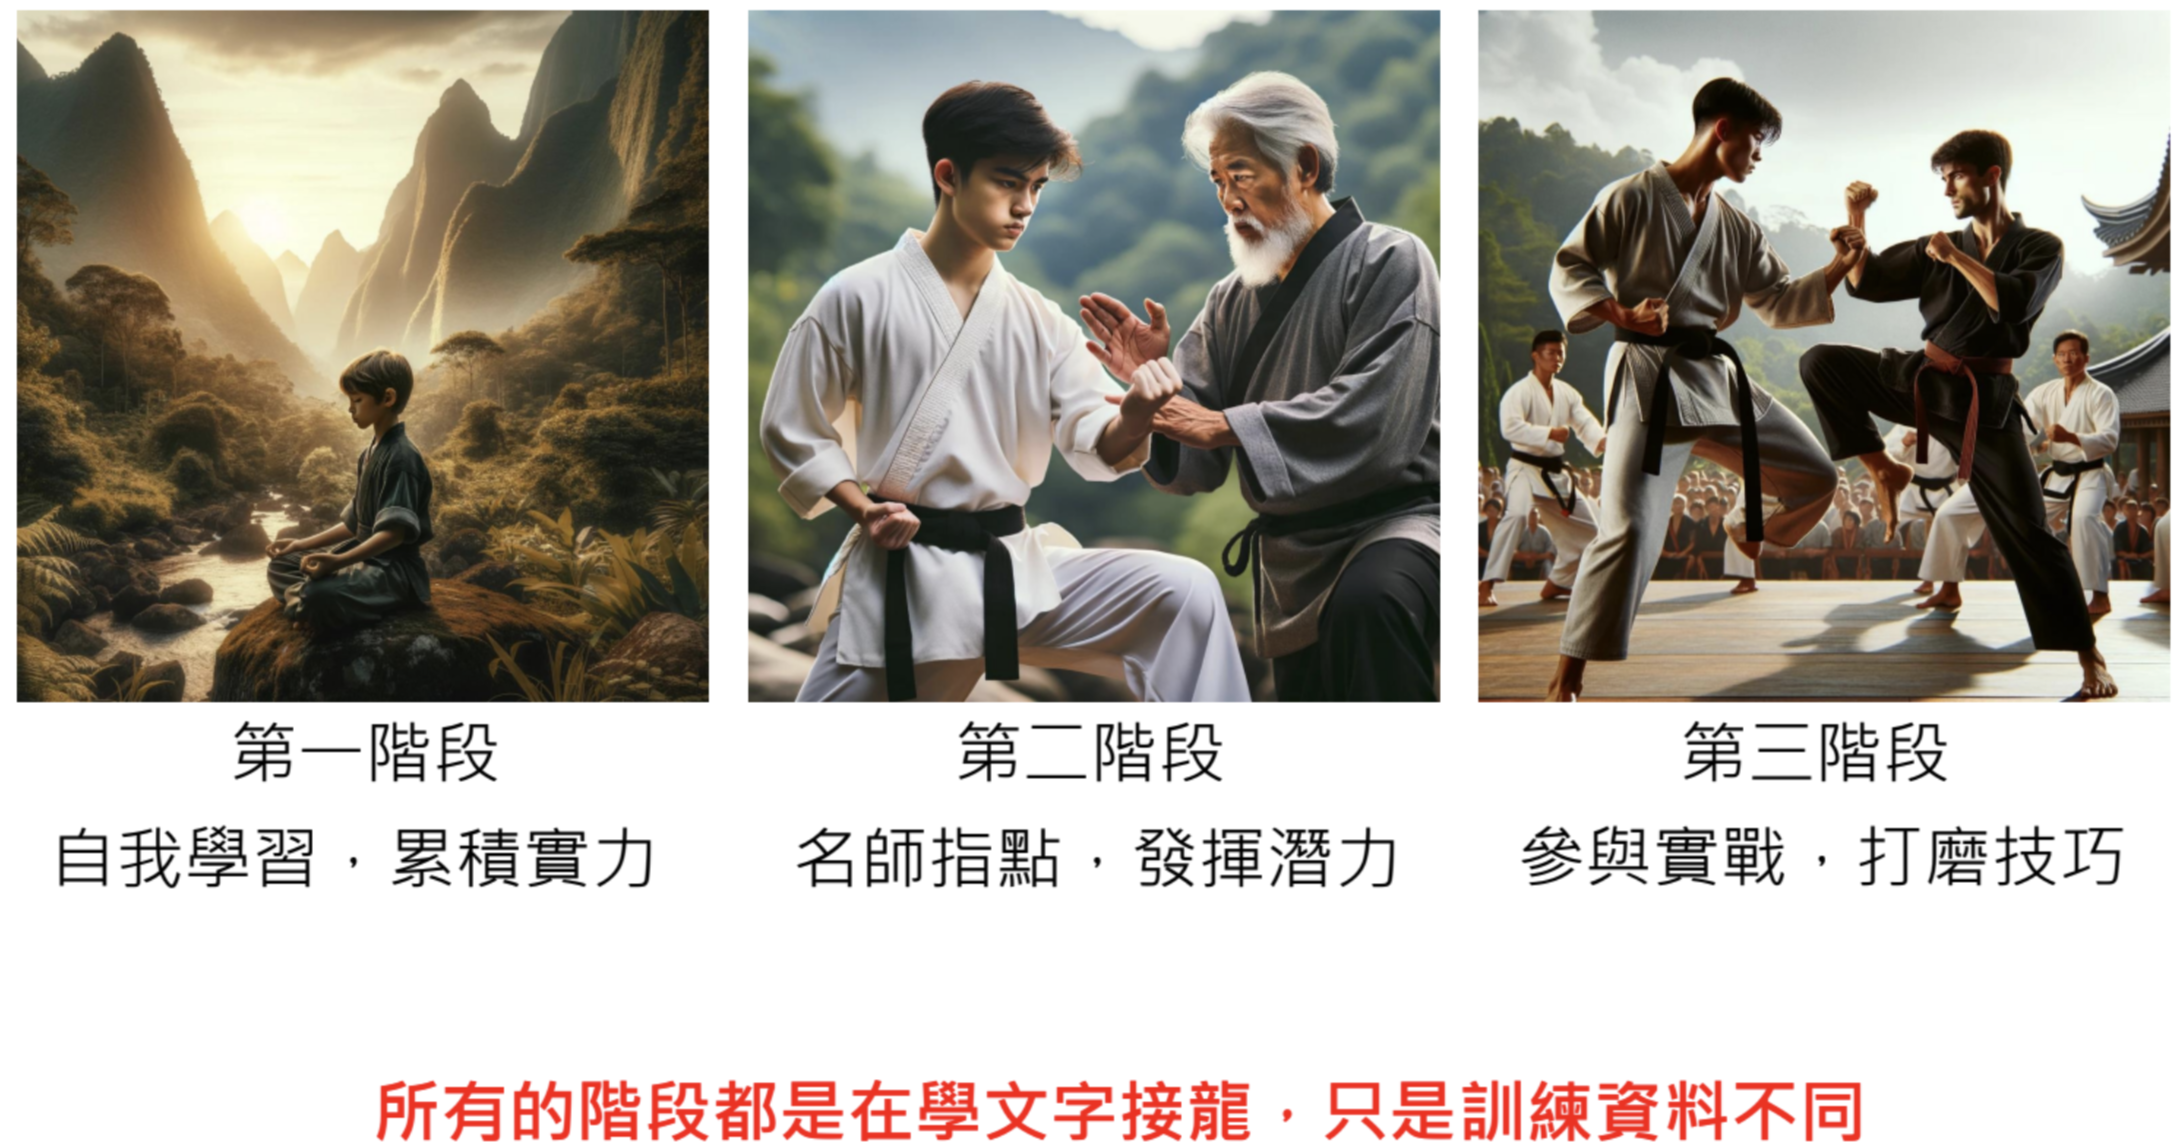 第一階段
自我學習，累積實力
第二階段
名師指點，發揮潛力
第三階段
參與實戰，打磨技巧
所有的階段都是在學文字接龍，只是訓練資料不同